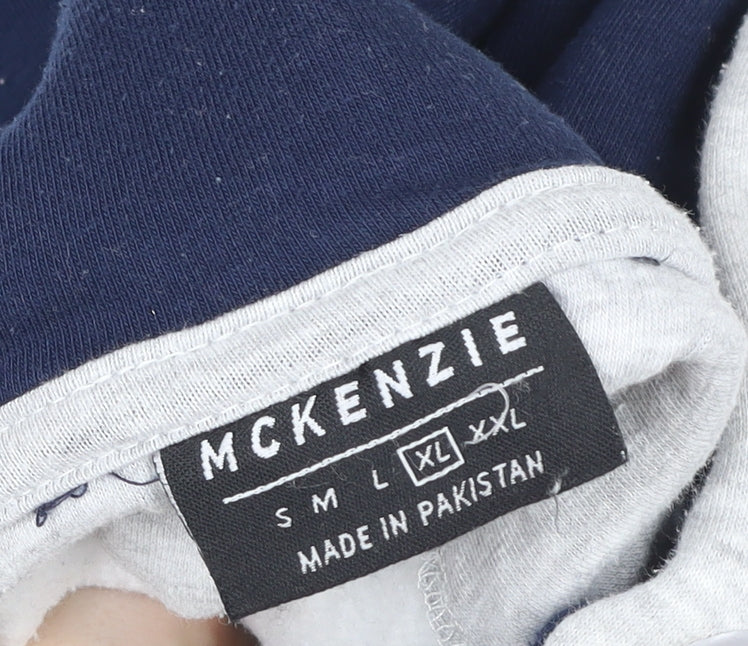 MCKENZIE
S M L XL XXL
MADE IN PAKISTAN